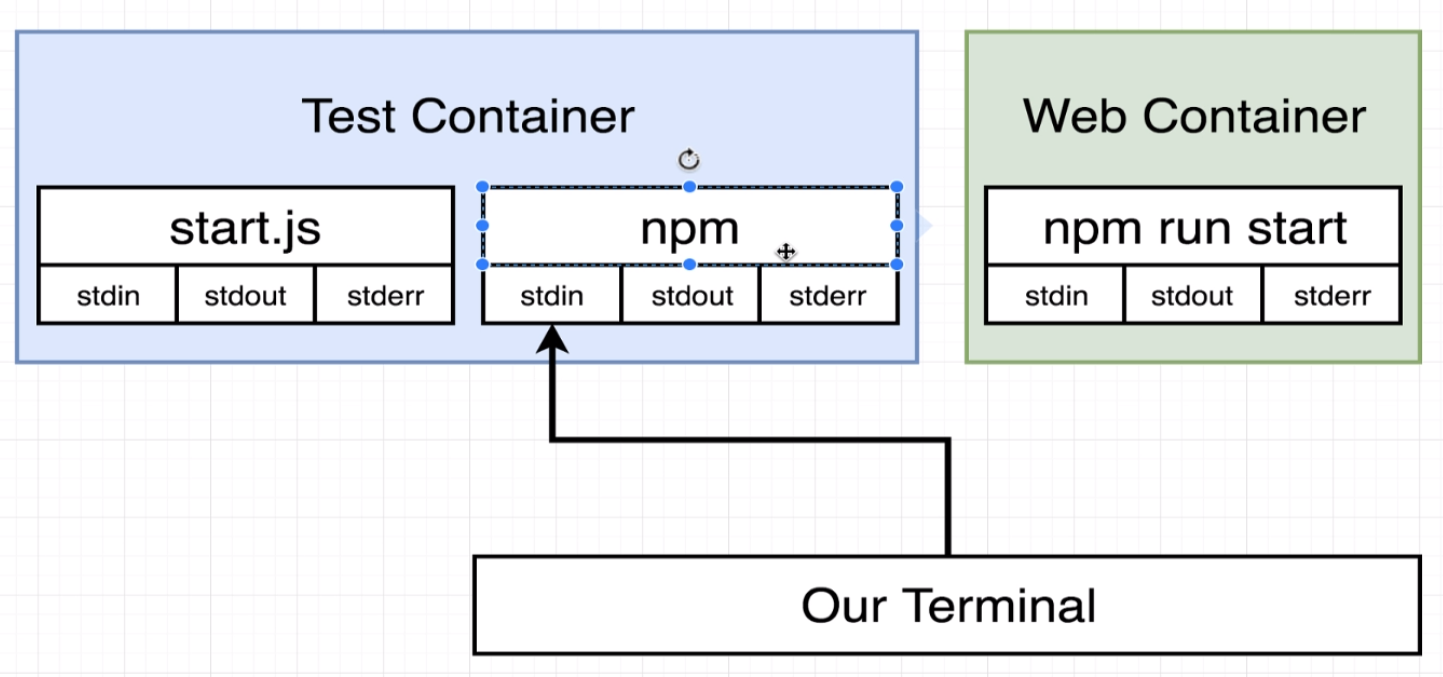 Test Container
Web Container
start.js
npm
npm run start
stdin
stdout
stderr
stdin
stdout
stderr
stdin
stdout
stderr
Our Terminal